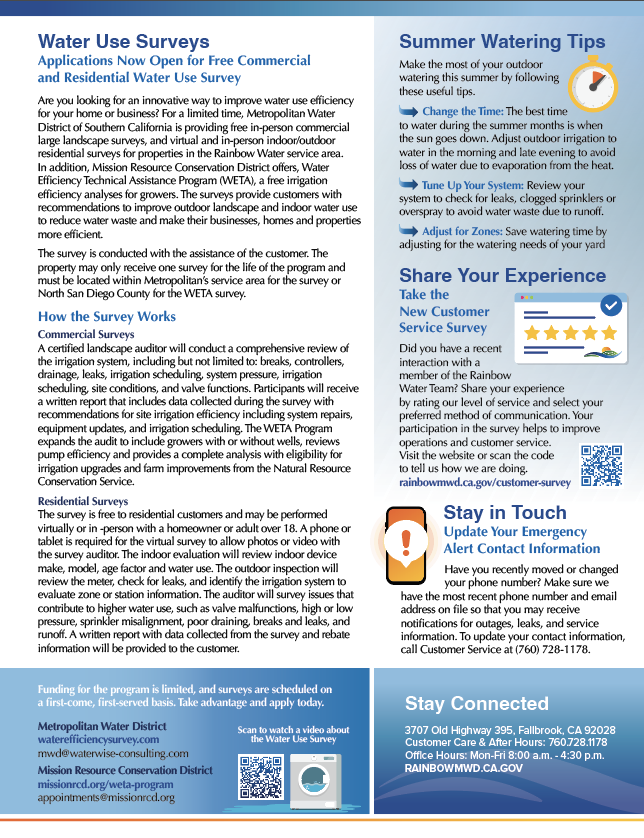 Water Use Surveys
Applications Now Open for Free Commercial
and Residential Water Use Survey
Are you looking for an innovative way to improve water use efficiency
for your home or business? For a limited time, Metropolitan Water
District of Southern California is providing free in-person commercial
large landscape surveys, and virtual and in-person indoor/outdoor
residential surveys for properties in the Rainbow Water service area.
In addition, Mission Resource Conservation District offers, Water
Efficiency Technical Assistance Program (WETA), a free irrigation
efficiency analyses for growers. The surveys provide customers with
recommendations to improve outdoor landscape and indoor water use
to reduce water waste and make their businesses, homes and properties
more efficient.
The survey is conducted with the assistance of the customer. The
property may only receive one survey for the life of the program and
must be located within Metropolitan's service area for the survey or
North San Diego County for the WETA survey.
How the Survey Works
Commercial Surveys
A certified landscape auditor will conduct a comprehensive review of
the irrigation system, including but not limited to: breaks, controllers,
drainage, leaks, irrigation scheduling, system pressure, irrigation
scheduling, site conditions, and valve functions. Participants will receive
a written report that includes data collected during the survey with
recommendations for site irrigation efficiency including system repairs,
equipment updates, and irrigation scheduling. The WETA Program
expands the audit to include growers with or without wells, reviews
pump efficiency and provides a complete analysis with eligibility for
irrigation upgrades and farm improvements from the Natural Resource
Conservation Service.
Residential Surveys
The survey is free to residential customers and may be performed
virtually or in -person with a homeowner or adult over 18. A phone or
tablet is required for the virtual survey to allow photos or video with
the survey auditor. The indoor evaluation will review indoor device
make, model, age factor and water use. The outdoor inspection will
review the meter, check for leaks, and identify the irrigation system to
evaluate zone or station information. The auditor will survey issues that
contribute to higher water use, such as valve malfunctions, high or low
pressure, sprinkler misalignment, poor draining, breaks and leaks, and
runoff. A written report with data collected from the survey and rebate
information will be provided to the customer.
Funding for the program is limited, and surveys are scheduled on
a first-come, first-served basis. Take advantage and apply today.
Metropolitan Water District
waterefficiencysurvey.com
mwd@waterwise-consulting.com
Mission Resource Conservation District
missionrcd.org/weta-program
appointments@missionrcd.org
Scan to watch a video about
the Water Use Survey
Summer Watering Tips
Make the most of your outdoor
watering this summer by following
these useful tips.
Change the Time: The best time
to water during the summer months is when
the sun goes down. Adjust outdoor irrigation to
water in the morning and late evening to avoid
loss of water due to evaporation from the heat.
Tune Up Your System: Review your
system to check for leaks, clogged sprinklers or
overspray to avoid water waste due to runoff.
Adjust for Zones: Save watering time by
adjusting for the watering needs of your yard
Share Your Experience
Take the
New Customer
Service Survey
Did you have a recent
interaction with a
member of the Rainbow
Water Team? Share your experience
by rating our level of service and select your
preferred method of communication. Your
participation in the survey helps to improve
operations and customer service.
Visit the website or scan the code
to tell us how we are doing.
rainbowmwd.ca.gov/customer-survey
Stay in Touch
Update Your Emergency
Alert Contact Information
Have you recently moved or changed
your phone number? Make sure we
have the most recent phone number and email
address on file so that you may receive
notifications for outages, leaks, and service
information. To update your contact information,
call Customer Service at (760) 728-1178.
Stay Connected
3707 Old Highway 395, Fallbrook, CA 92028
Customer Care & After Hours: 760.728.1178
Office Hours: Mon-Fri 8:00 a.m. - 4:30 p.m.
RAINBOWMWD.CA.GOV